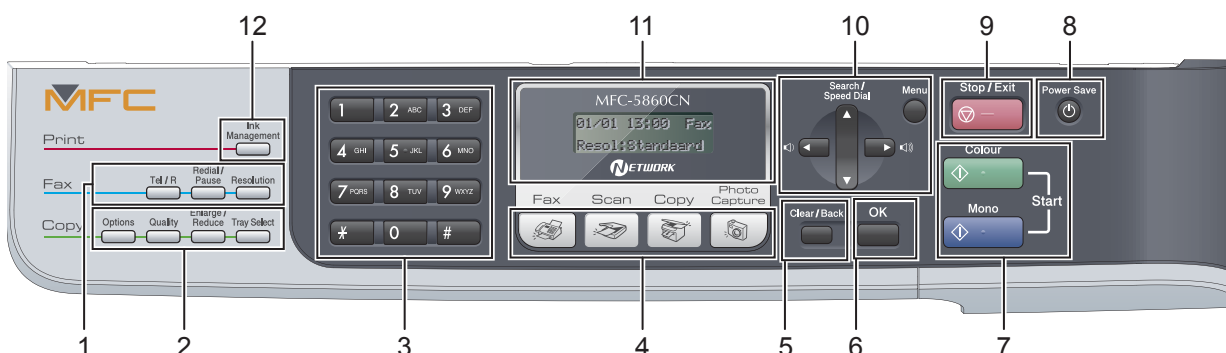 12 11 10 9 8
MFC
Print
Ink
Management
Fax
Tel / R
Redial /
Pause
Resolution
Copy
Options
Quality
Enlarge /
Reduce
Tray Select
1
2 ABC
3 DEF
4 GHI
5 JKL
6 MNO
7 PQRS
8 TUV
9 WXYZ
*
0
#
MFC-5860CN
01/01 13:00 Fax
Resol:Standaard
NETWORK
Fax
Scan
Copy
Photo
Capture
Search /
Speed Dial
Menu
Clear / Back
OK
Stop / Exit
Power Save
Colour
Mono
Start
1 2 3 4 5 6 7